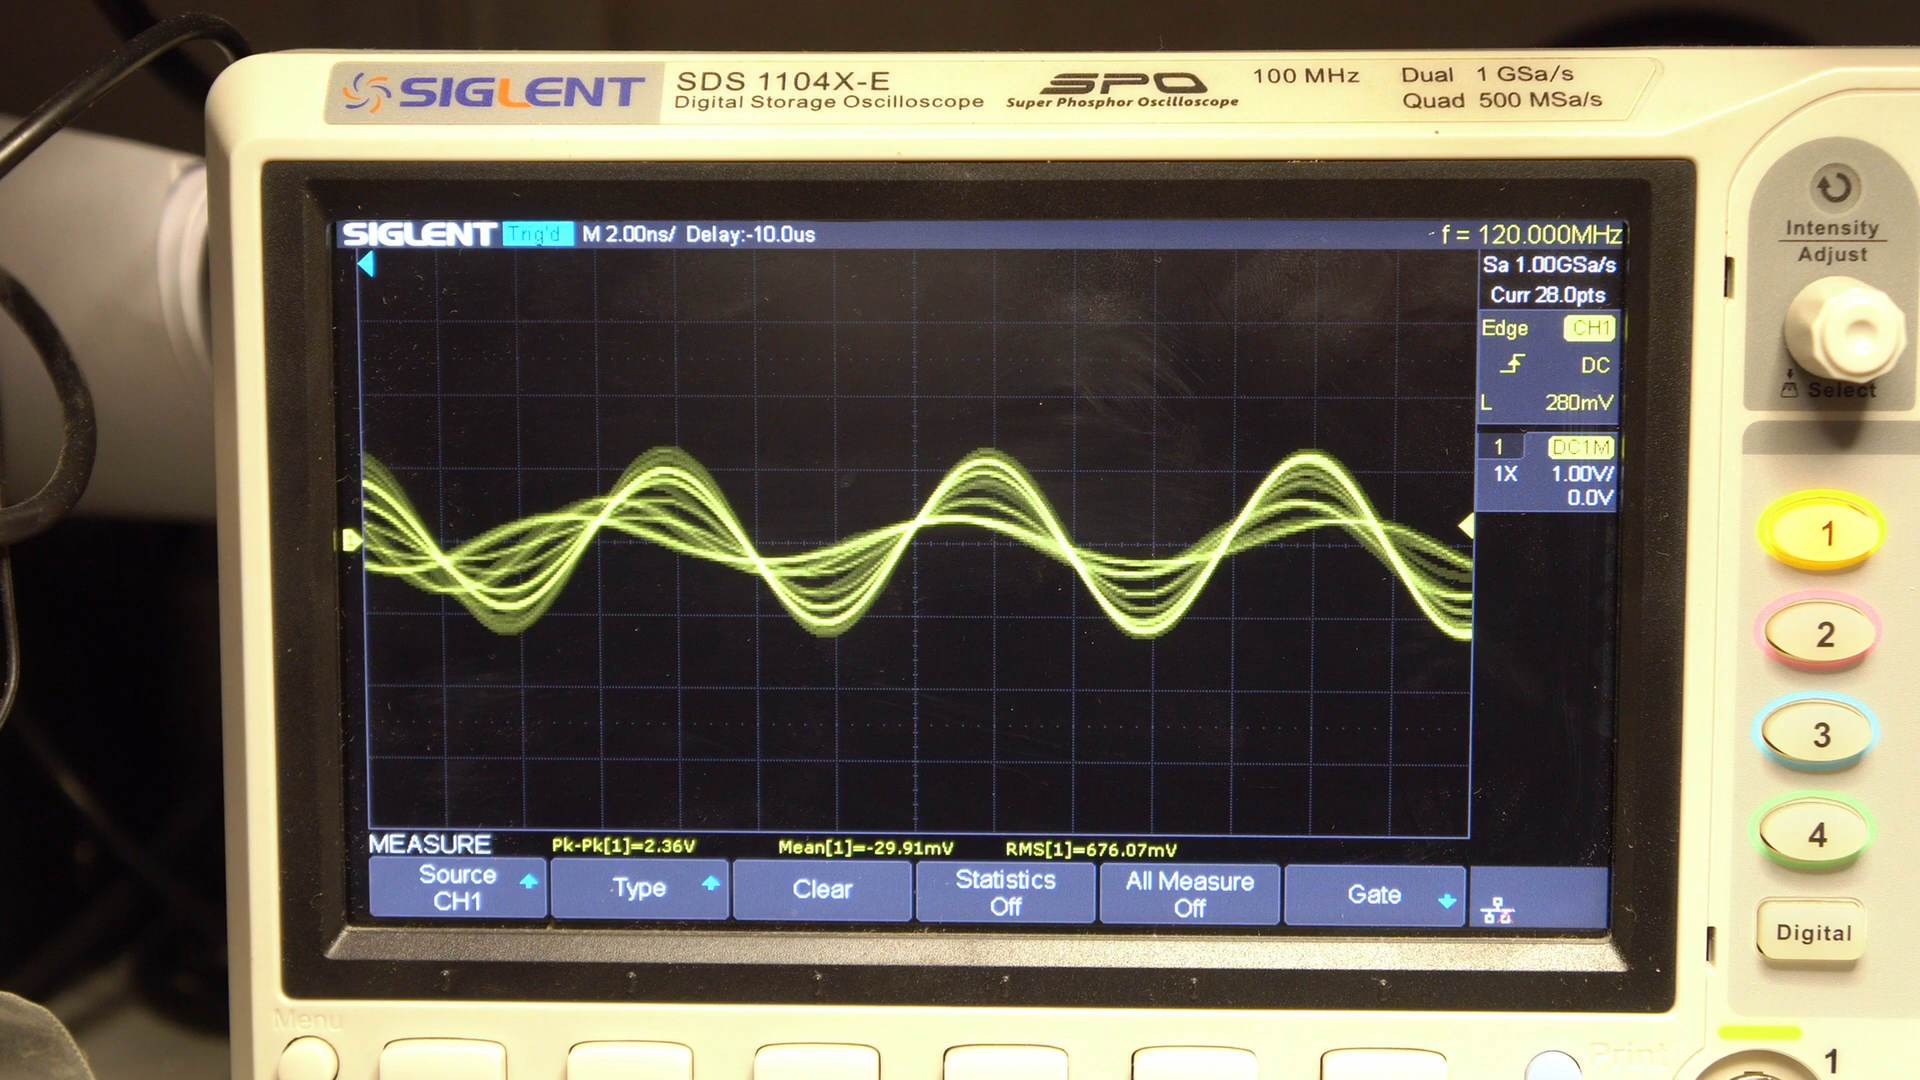 SIGLENT SDS 1104X-E SPO 100 MHz Dual 1 GSa/s
Digital Storage Oscilloscope Super Phosphor Oscilloscope Quad 500 MSa/s
Intensity
Adjust
Select
SIGLENT Trig'd M 2.00ns/ Delay:-10.0us f = 120.000MHz
Sa 1.00GSa/s
Curr 28.0pts
Edge CH1
DC
L 280mV
1 DC1M
1X 1.00V/
0.0V
1
1
2
3
4
Digital
MEASURE Pk-Pk[1]=2.36V Mean[1]=-29.91mV RMS[1]=676.07mV
Source
CH1
Type
Clear
Statistics
Off
All Measure
Off
Gate
Menu
Print
1